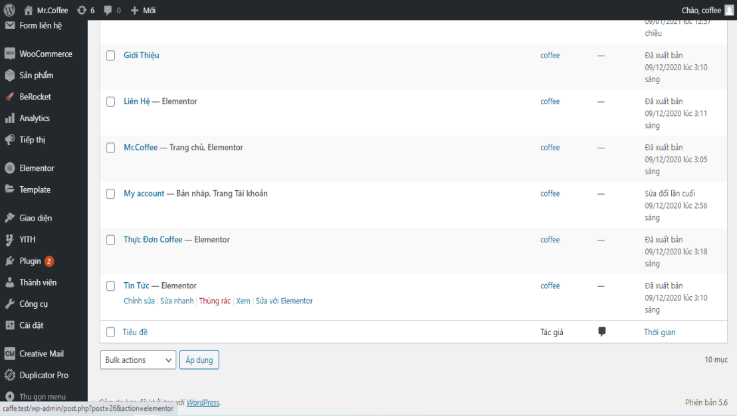 Mr.Coffee 6 0 Mới Chào, coffee
Form liên hệ
WooCommerce
Sản phẩm
BeRocket
Analytics
Tiếp thị
Elementor
Template
Giao diện
YITH
Plugin 2
Thành viên
Công cụ
Cài đặt
Creative Mail
Duplicator Pro
Thu gọn menu
09/01/2021 lúc 12:57
chiều
Giới Thiệu coffee — Đã xuất bản
09/12/2020 lúc 3:10
sáng
Liên Hệ — Elementor coffee — Đã xuất bản
09/12/2020 lúc 3:11
sáng
Mr.Coffee — Trang chủ, Elementor coffee — Đã xuất bản
09/12/2020 lúc 3:05
sáng
My account — Bản nháp, Trang Tài khoản coffee — Sửa đổi lần cuối
09/12/2020 lúc 2:56
sáng
Thực Đơn Coffee — Elementor coffee — Đã xuất bản
09/12/2020 lúc 3:18
sáng
Tin Tức — Elementor coffee — Đã xuất bản
09/12/2020 lúc 3:10
sáng
Chỉnh sửa | Sửa nhanh | Thùng rác | Xem | Sửa với Elementor
Tiêu đề Tác giả Thời gian
Bulk actions Áp dụng 10 mục
WordPress. Phiên bản 5.6
caffe.test/wp-admin/post.php?post=26&action=elementor